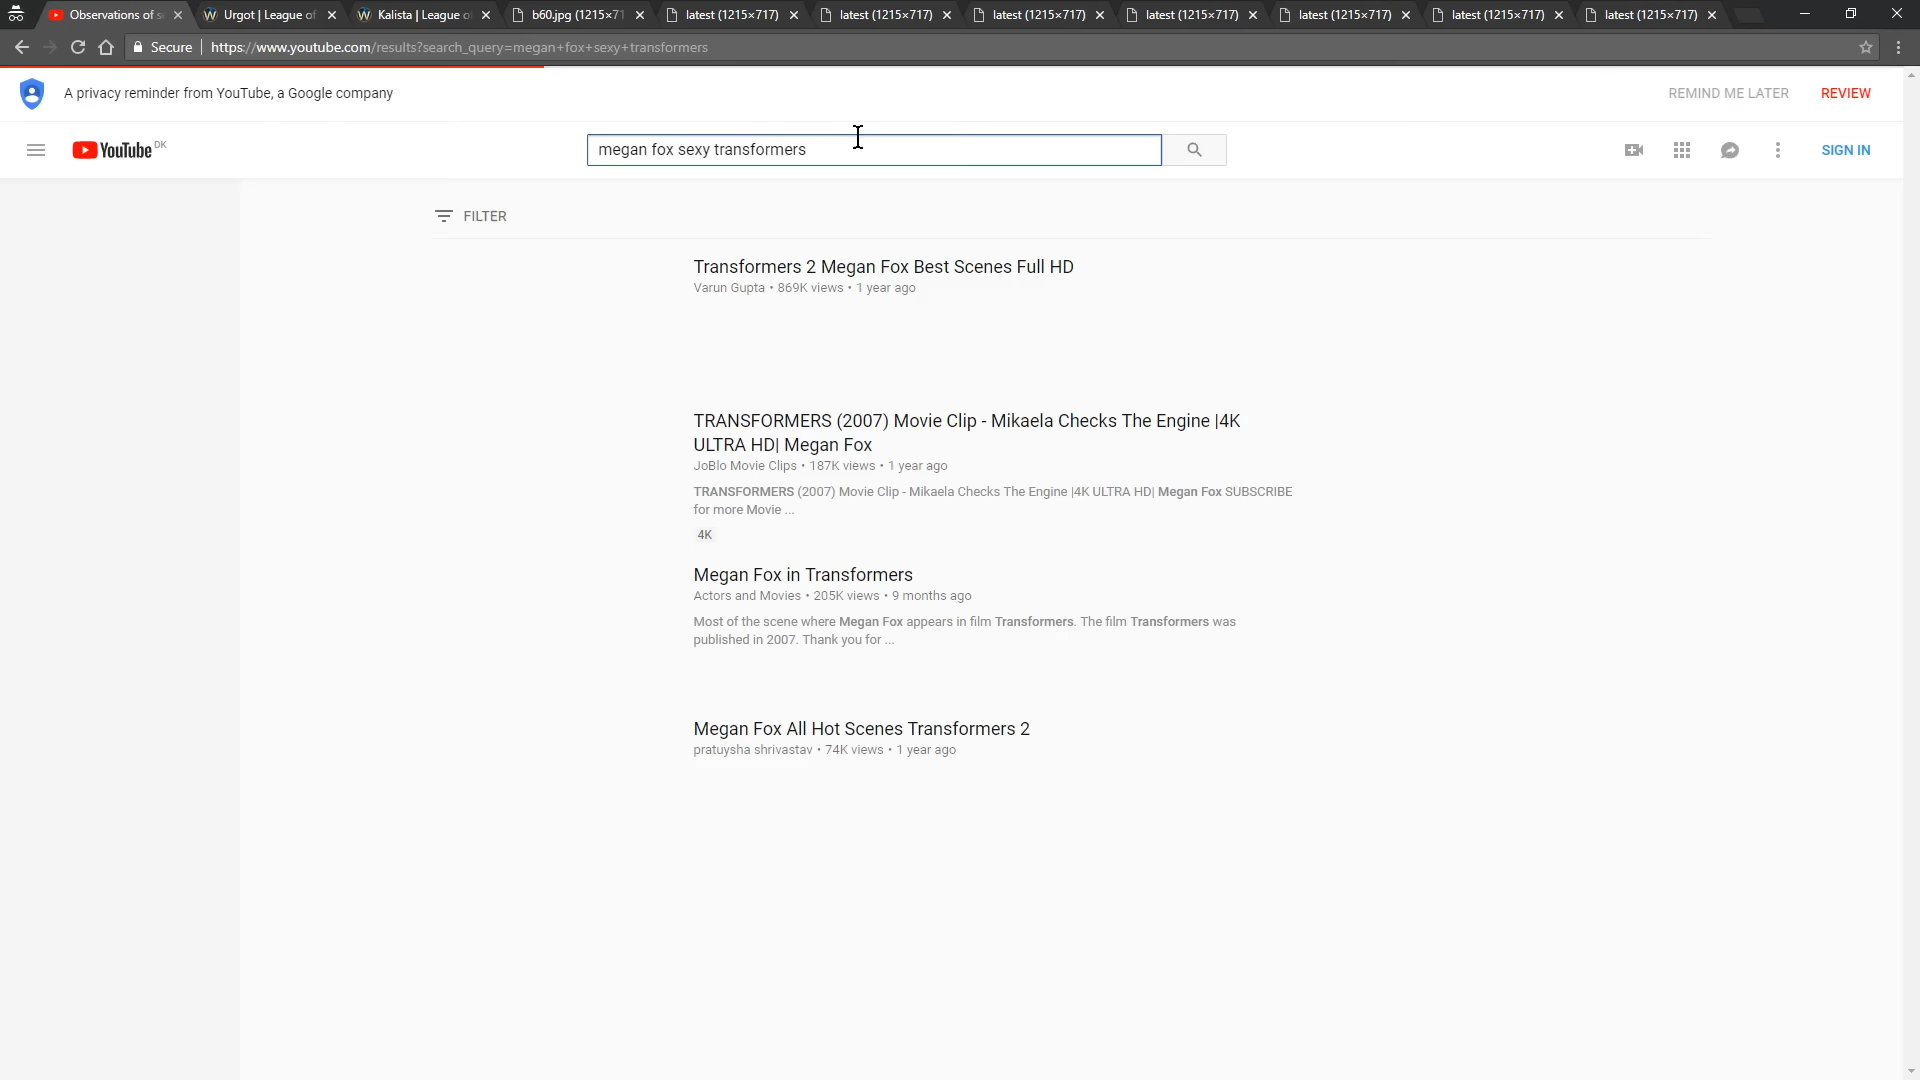 Observations of s
Urgot | League of
Kalista | League o
b60.jpg (1215×71
latest (1215×717)
latest (1215×717)
latest (1215×717)
latest (1215×717)
latest (1215×717)
latest (1215×717)
latest (1215×717)
Secure
https://www.youtube.com/results?search_query=megan+fox+sexy+transformers
A privacy reminder from YouTube, a Google company
REMIND ME LATER
REVIEW
YouTube DK
megan fox sexy transformers
SIGN IN
FILTER
Transformers 2 Megan Fox Best Scenes Full HD
Varun Gupta • 869K views • 1 year ago
TRANSFORMERS (2007) Movie Clip - Mikaela Checks The Engine |4K
ULTRA HD| Megan Fox
JoBlo Movie Clips • 187K views • 1 year ago
TRANSFORMERS (2007) Movie Clip - Mikaela Checks The Engine |4K ULTRA HD| Megan Fox SUBSCRIBE
for more Movie ...
4K
Megan Fox in Transformers
Actors and Movies • 205K views • 9 months ago
Most of the scene where Megan Fox appears in film Transformers. The film Transformers was
published in 2007. Thank you for ...
Megan Fox All Hot Scenes Transformers 2
pratuysha shrivastav • 74K views • 1 year ago